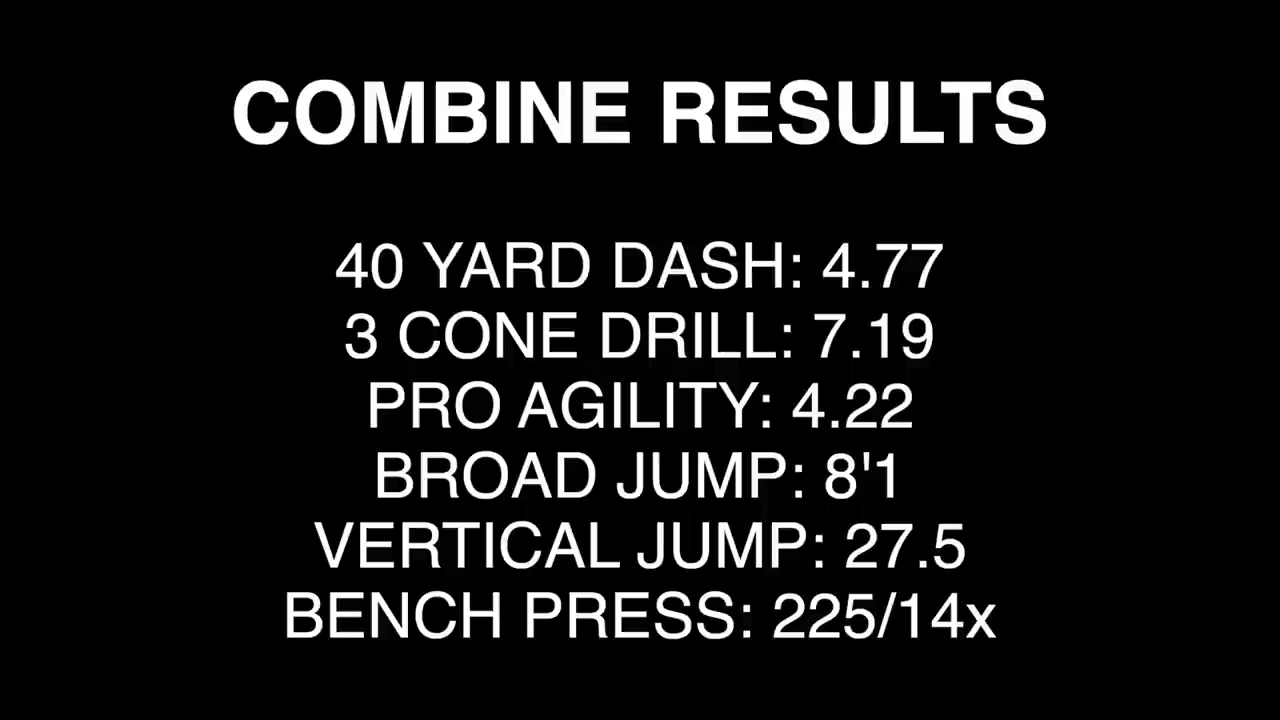 COMBINE RESULTS
40 YARD DASH: 4.77
3 CONE DRILL: 7.19
PRO AGILITY: 4.22
BROAD JUMP: 8'1
VERTICAL JUMP: 27.5
BENCH PRESS: 225/14x